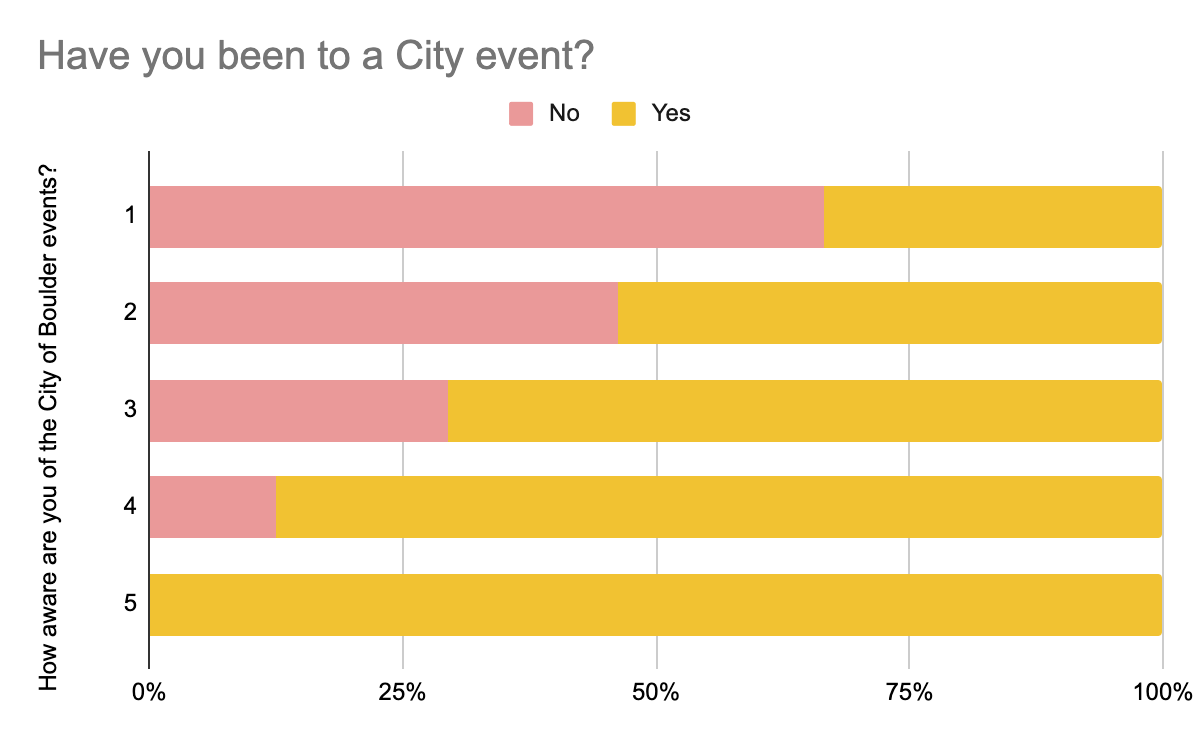 Have you been to a City event?
No
Yes
How aware are you of the City of Boulder events?
1
2
3
4
5
0%
25%
50%
75%
100%